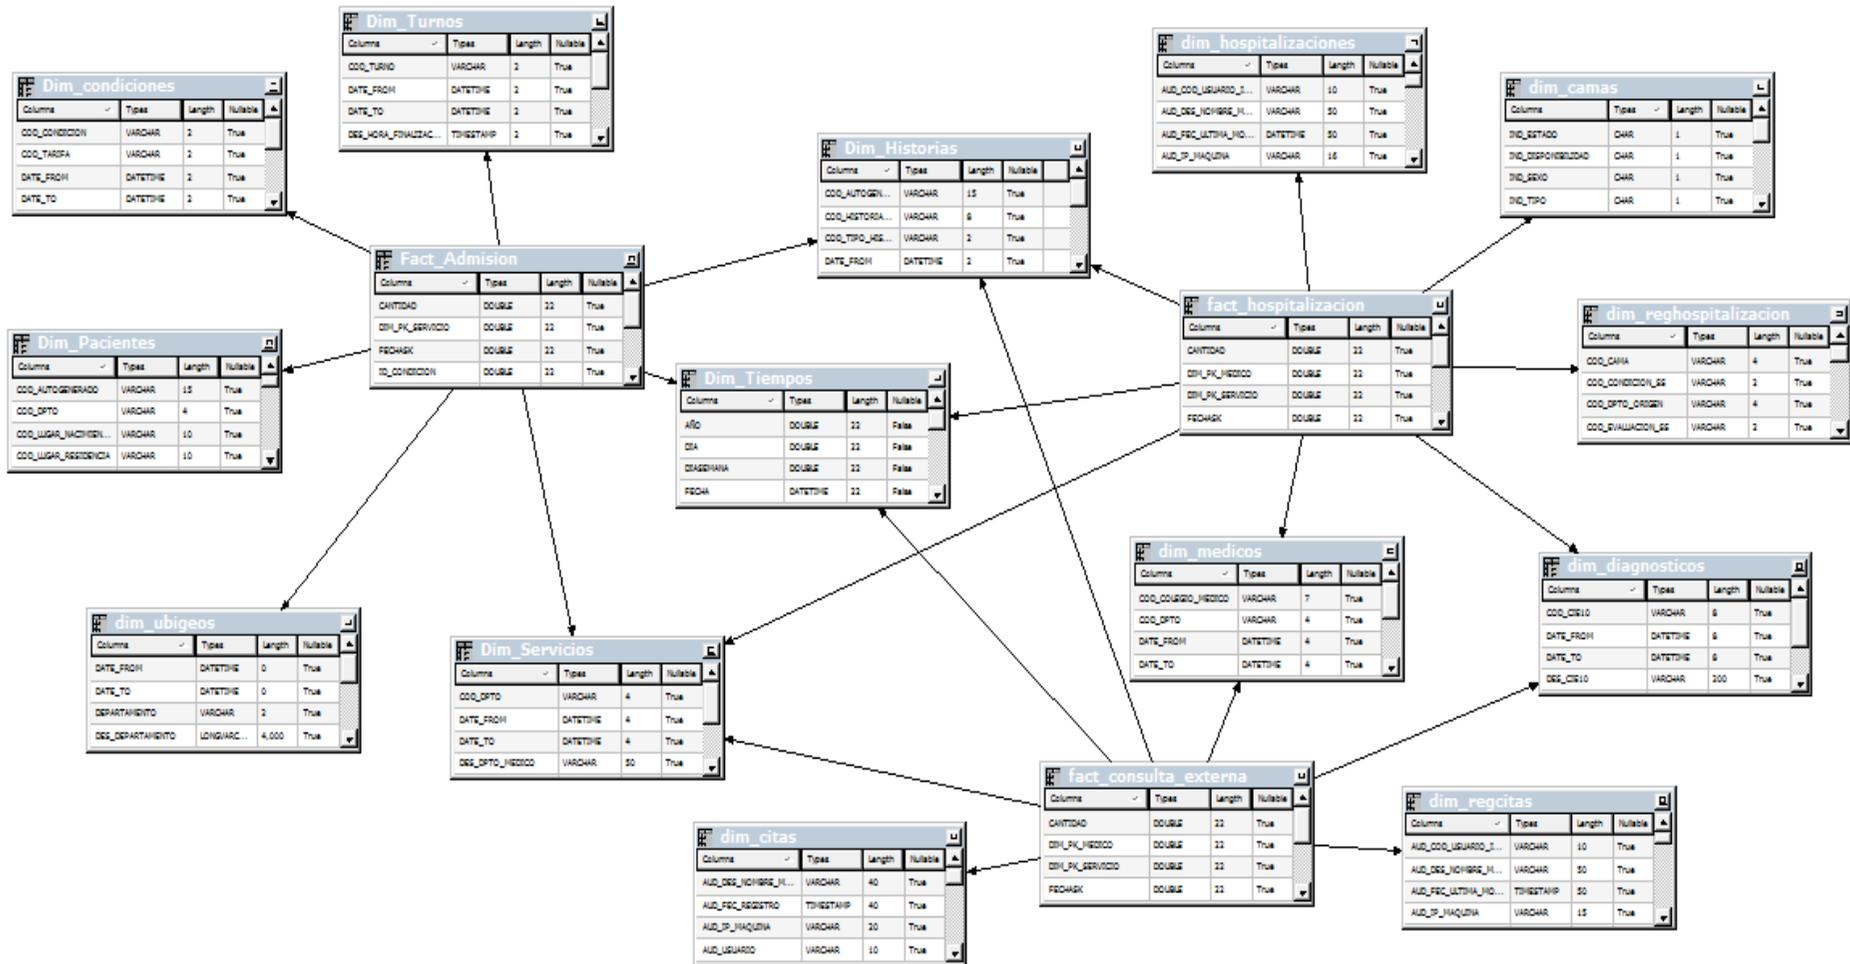 Dim_Turnos
Columns Types Length Nullable
COD_TURNO VARCHAR 2 True
DATE_FROM DATETIME 2 True
DATE_TO DATETIME 2 True
DES_HORA_FINALIZAC... TIMESTAMP 2 True
dim_hospitalizaciones
Columns Types Length Nullable
AUD_COD_USUARIO_I... VARCHAR 10 True
AUD_DES_NOMBRE_M... VARCHAR 50 True
AUD_FEC_ULTIMA_MO... DATETIME 50 True
AUD_IP_MAQUINA VARCHAR 16 True
Dim_condiciones
Columns Types Length Nullable
COD_CONDICION VARCHAR 2 True
COD_TARIFA VARCHAR 2 True
DATE_FROM DATETIME 2 True
DATE_TO DATETIME 2 True
dim_camas
Columns Types Length Nullable
IND_ESTADO CHAR 1 True
IND_DISPONIBILIDAD CHAR 1 True
IND_SEXO CHAR 1 True
IND_TIPO CHAR 1 True
Dim_Historias
Columns Types Length Nullable
COD_AUTOGEN... VARCHAR 15 True
COD_HISTORIA... VARCHAR 8 True
COD_TIPO_HIS... VARCHAR 2 True
DATE_FROM DATETIME 2 True
Fact_Admision
Columns Types Length Nullable
CANTIDAD DOUBLE 22 True
DIM_PK_SERVICIO DOUBLE 22 True
FECHASK DOUBLE 22 True
ID_CONDICION DOUBLE 22 True
fact_hospitalizacion
Columns Types Length Nullable
CANTIDAD DOUBLE 22 True
DIM_PK_MEDICO DOUBLE 22 True
DIM_PK_SERVICIO DOUBLE 22 True
FECHASK DOUBLE 22 True
dim_reghospitalizacion
Columns Types Length Nullable
COD_CAMA VARCHAR 4 True
COD_CONDICION_SS VARCHAR 2 True
COD_DPTO_ORIGEN VARCHAR 4 True
COD_EVALUACION_SS VARCHAR 2 True
Dim_Pacientes
Columns Types Length Nullable
COD_AUTOGENERADO VARCHAR 15 True
COD_DPTO VARCHAR 4 True
COD_LUGAR_NACIMIEN... VARCHAR 10 True
COD_LUGAR_RESIDENCIA VARCHAR 10 True
Dim_Tiempos
Columns Types Length Nullable
AÑO DOUBLE 22 False
DIA DOUBLE 22 False
DIASEMANA DOUBLE 22 False
FECHA DATETIME 22 False
dim_medicos
Columns Types Length Nullable
COD_COLEGIO_MEDICO VARCHAR 7 True
COD_DPTO VARCHAR 4 True
DATE_FROM DATETIME 4 True
DATE_TO DATETIME 4 True
dim_diagnosticos
Columns Types Length Nullable
COD_CIE10 VARCHAR 8 True
DATE_FROM DATETIME 8 True
DATE_TO DATETIME 8 True
DES_CIE10 VARCHAR 200 True
dim_ubigeos
Columns Types Length Nullable
DATE_FROM DATETIME 0 True
DATE_TO DATETIME 0 True
DEPARTAMENTO VARCHAR 2 True
DES_DEPARTAMENTO LONGVARC... 4,000 True
Dim_Servicios
Columns Types Length Nullable
COD_DPTO VARCHAR 4 True
DATE_FROM DATETIME 4 True
DATE_TO DATETIME 4 True
DES_DPTO_MEDICO VARCHAR 50 True
fact_consulta_externa
Columns Types Length Nullable
CANTIDAD DOUBLE 22 True
DIM_PK_MEDICO DOUBLE 22 True
DIM_PK_SERVICIO DOUBLE 22 True
FECHASK DOUBLE 22 True
dim_regcitas
Columns Types Length Nullable
AUD_COD_USUARIO_I... VARCHAR 10 True
AUD_DES_NOMBRE_M... VARCHAR 50 True
AUD_FEC_ULTIMA_MO... TIMESTAMP 50 True
AUD_IP_MAQUINA VARCHAR 15 True
dim_citas
Columns Types Length Nullable
AUD_DES_NOMBRE_M... VARCHAR 40 True
AUD_FEC_REGISTRO TIMESTAMP 40 True
AUD_IP_MAQUINA VARCHAR 20 True
AUD_USUARIO VARCHAR 10 True